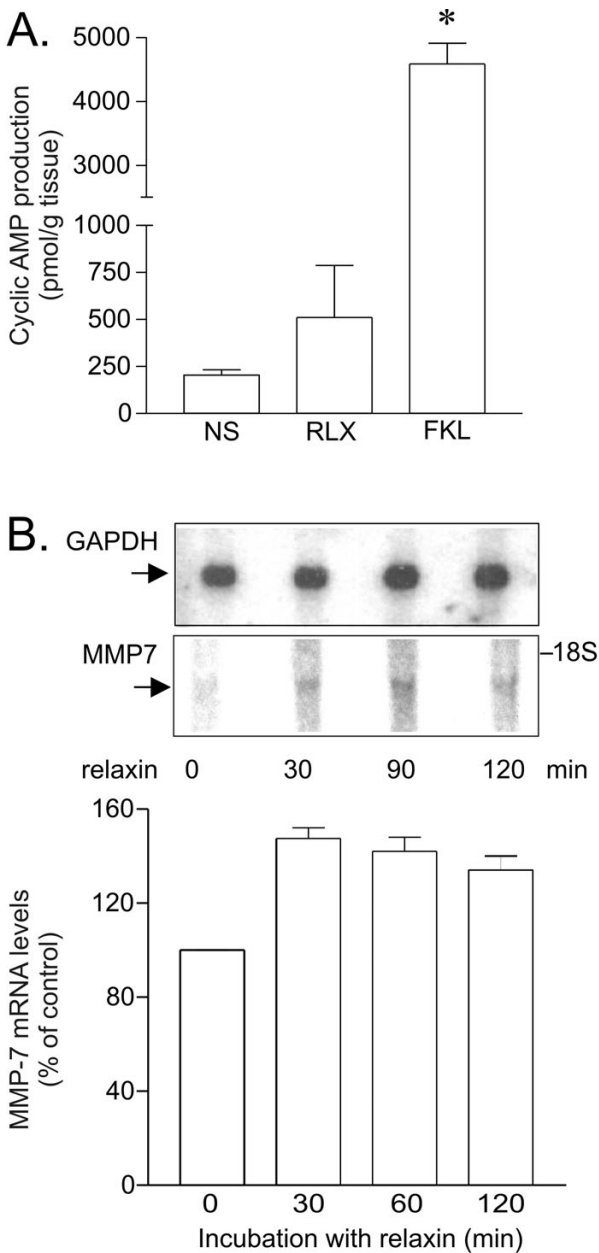 A.
*
Cyclic AMP production
(pmol/g tissue)
5000
4000
3000
1000
750
500
250
0
NS RLX FKL
B.
GAPDH
MMP7
–18S
relaxin 0 30 90 120 min
MMP-7 mRNA levels
(% of control)
160
120
80
40
0
0 30 60 120
Incubation with relaxin (min)